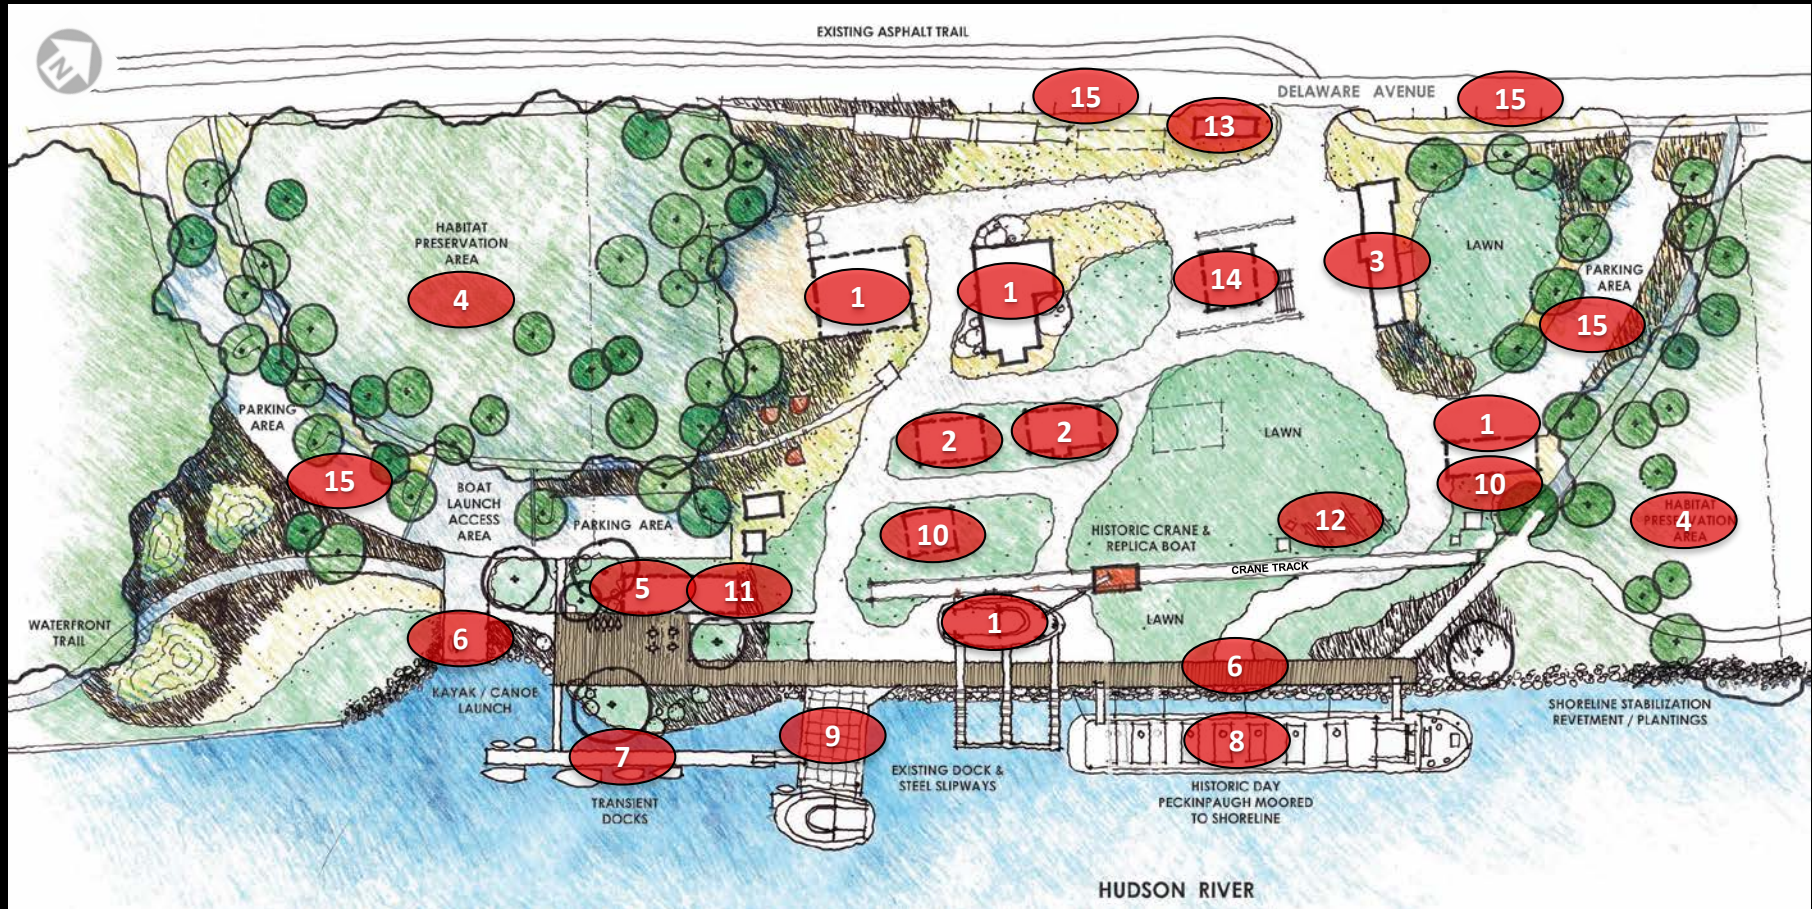 EXISTING ASPHALT TRAIL
N
15
DELAWARE AVENUE
15
13
HABITAT
PRESERVATION
AREA
4
1
1
14
3
LAWN
PARKING
AREA
15
PARKING
AREA
15
2
2
LAWN
1
10
BOAT
LAUNCH
ACCESS
AREA
PARKING AREA
10
HISTORIC CRANE &
REPLICA BOAT
12
HABITAT
PRESERVATION
AREA
4
CRANE TRACK
5
11
1
LAWN
WATERFRONT
TRAIL
6
6
KAYAK / CANOE
LAUNCH
SHORELINE STABILIZATION
REVETMENT / PLANTINGS
7
9
8
EXISTING DOCK &
STEEL SLIPWAYS
TRANSIENT
DOCKS
HISTORIC DAY
PECKINPAUGH MOORED
TO SHORELINE
HUDSON RIVER